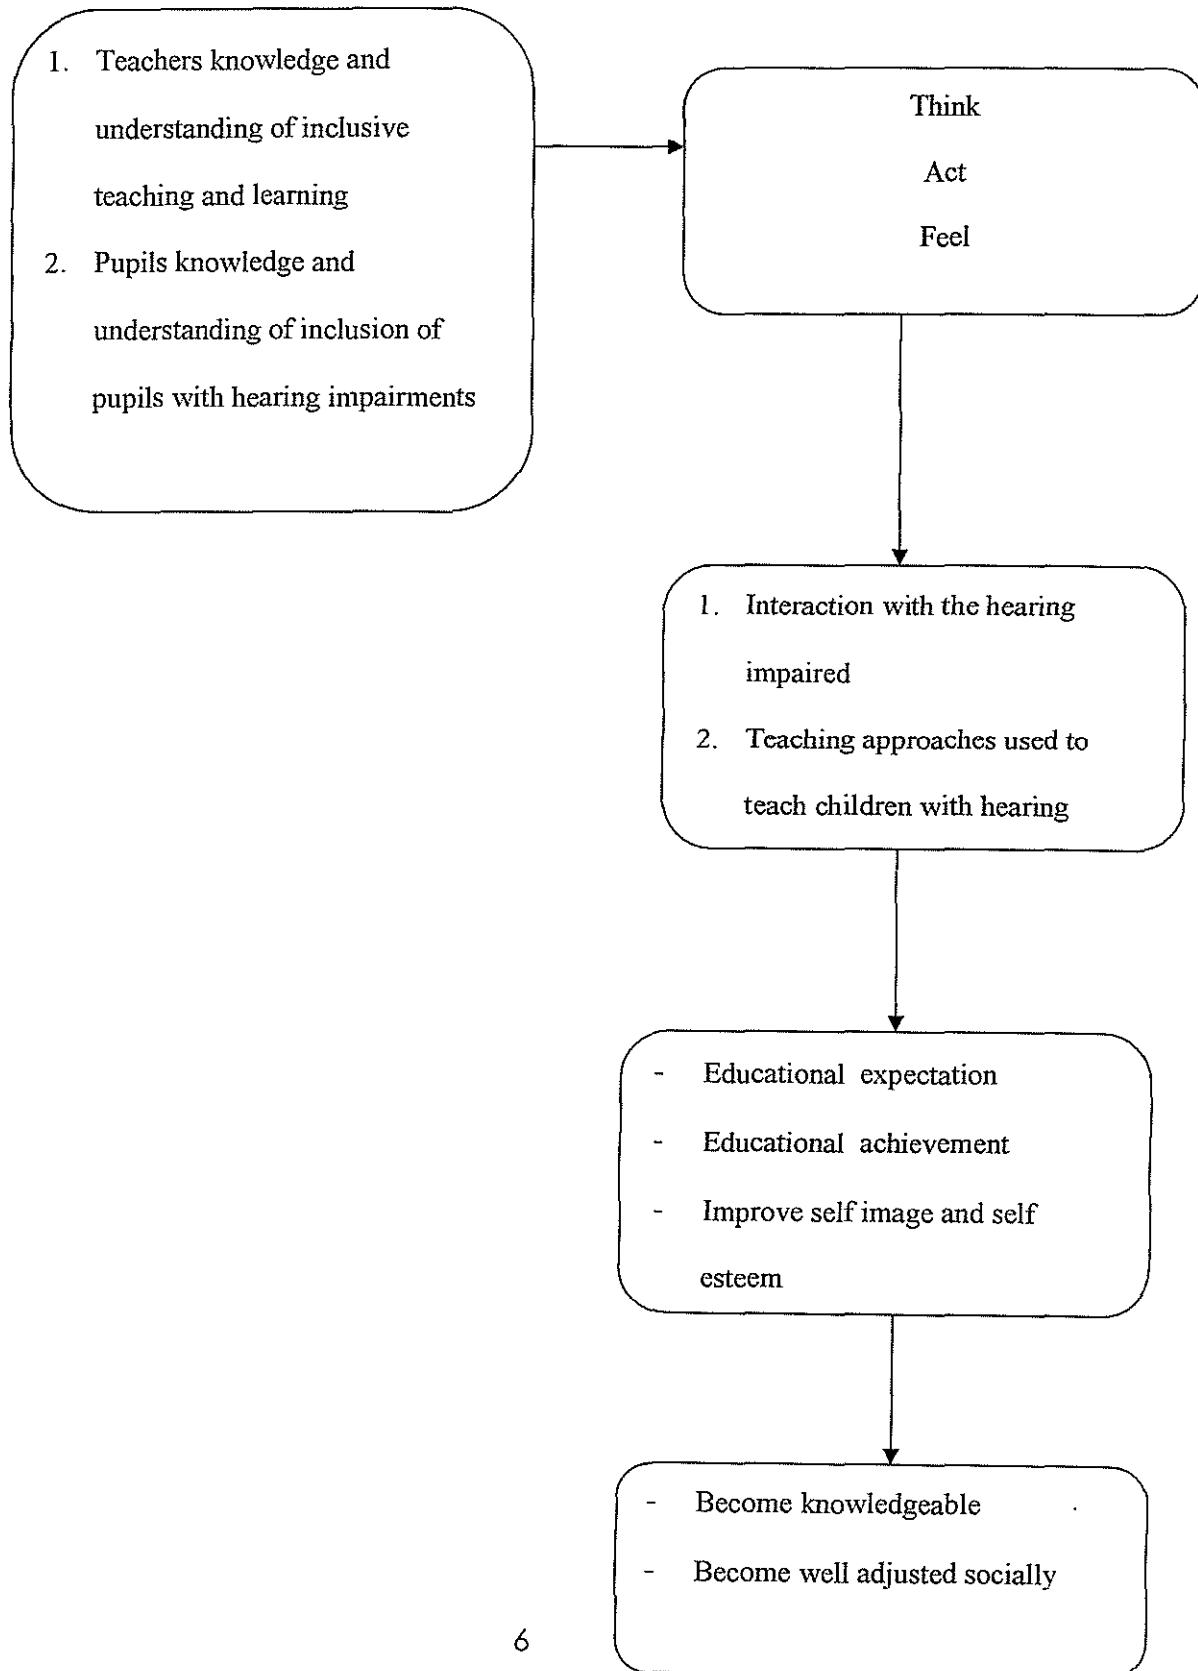 1. Teachers knowledge and
understanding of inclusive
teaching and learning
2. Pupils knowledge and
understanding of inclusion of
pupils with hearing impairments
Think
Act
Feel
1. Interaction with the hearing
impaired
2. Teaching approaches used to
teach children with hearing
- Educational expectation
- Educational achievement
- Improve self image and self
esteem
- Become knowledgeable
- Become well adjusted socially
6